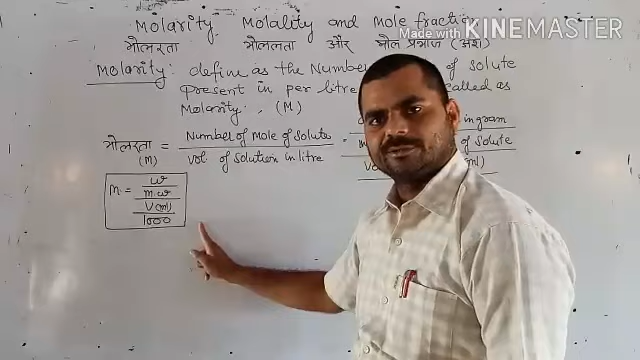 Made with KINEMASTER
Molarity, Molality and Mole fraction
मोलरता मोललता और मोल प्रभाज (अंश)
Molarity: define as the Number of solute
present in per litre called as
Molarity. (M)
मोलरता (M) = Number of mole of solute / vol of solution in litre = in gram / of solute
M = w / m.w / V(ml) / 1000